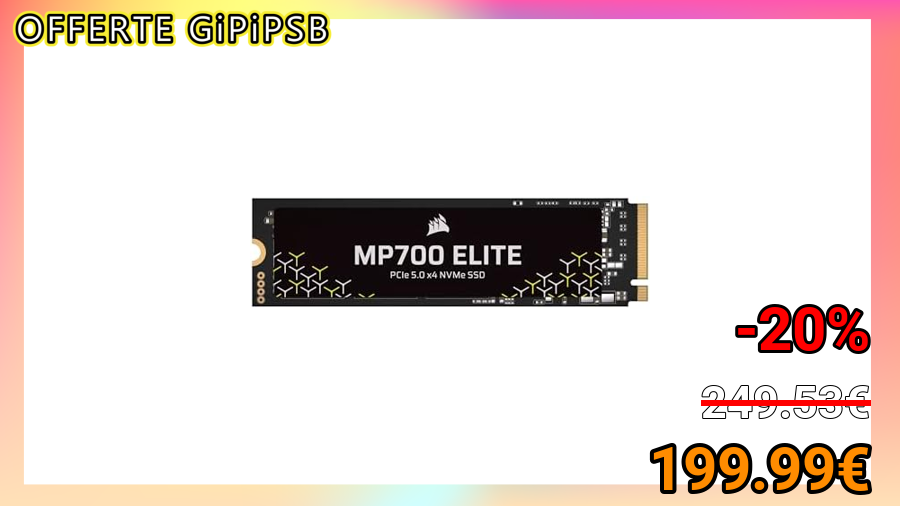 OFFERTE GiPiPSB
MP700 ELITE
PCIe 5.0 x4 NVMe SSD
-20%
249.53€
199.99€